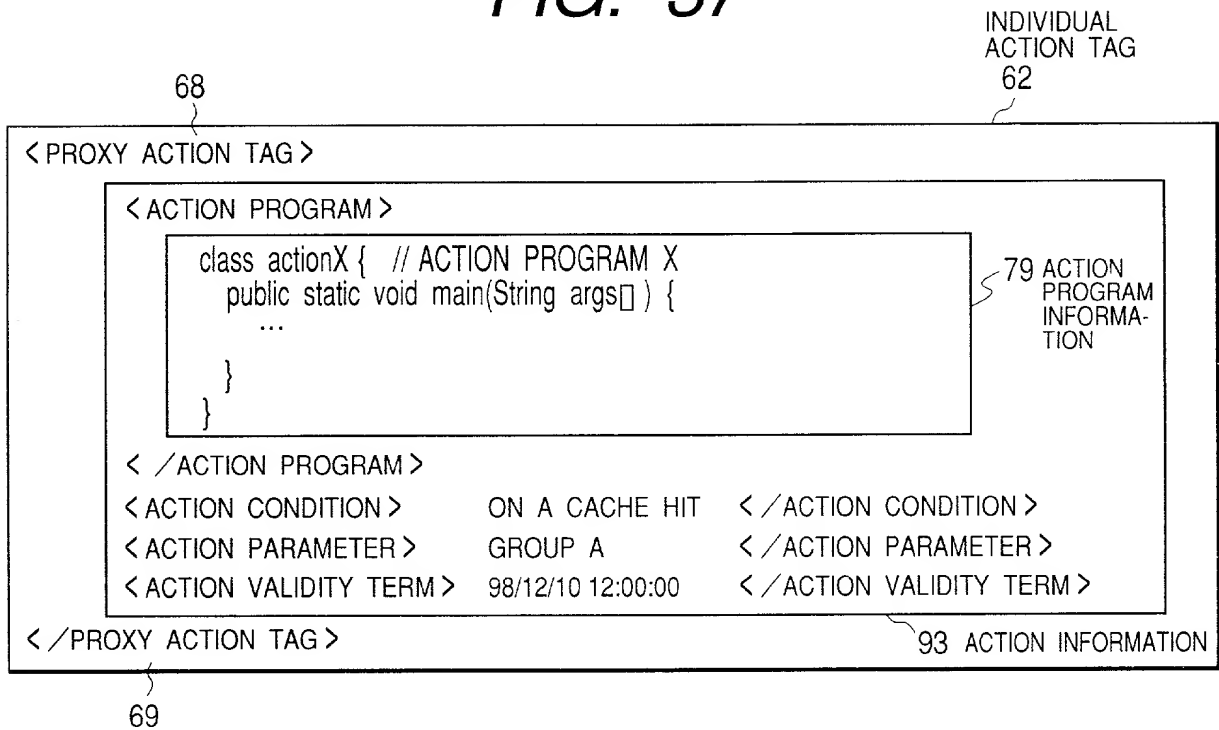 FIG. 37
INDIVIDUAL
ACTION TAG
62
68
<PROXY ACTION TAG>
<ACTION PROGRAM>
class actionX { // ACTION PROGRAM X
public static void main(String args[] ) {
...
}
}
79 ACTION
PROGRAM
INFORMA-
TION
</ACTION PROGRAM>
<ACTION CONDITION> ON A CACHE HIT </ACTION CONDITION>
<ACTION PARAMETER> GROUP A </ACTION PARAMETER>
<ACTION VALIDITY TERM> 98/12/10 12:00:00 </ACTION VALIDITY TERM>
</PROXY ACTION TAG>
93 ACTION INFORMATION
69